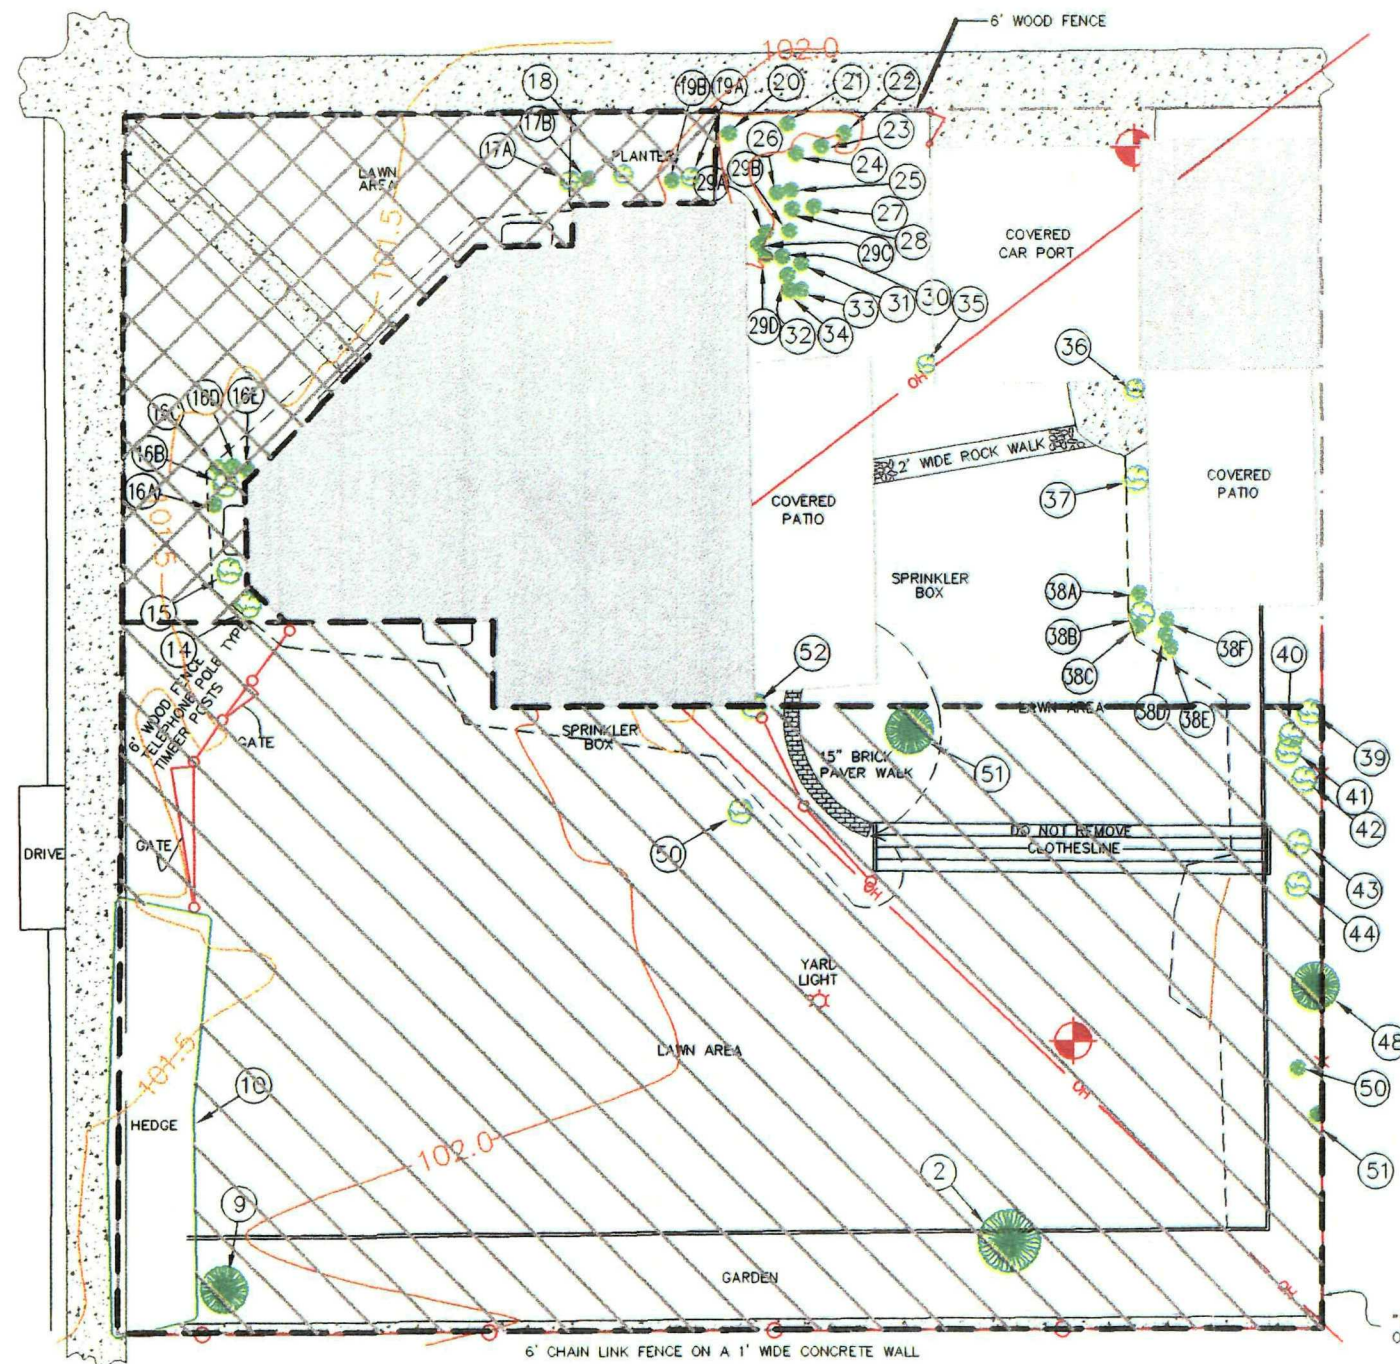 6' WOOD FENCE
102.0
18
19B
19A
20
21
22
17B
17A
26
23
PLANTER
24
LAWN
AREA
29A
29B
25
27
28
101.5
COVERED
CAR PORT
29C
30
31
35
29D
33
32
34
36
OH
16D
16E
16C
16B
2' WIDE ROCK WALK
16A
COVERED
PATIO
37
COVERED
PATIO
101.5
SPRINKLER
BOX
38A
15
38B
38F
14
38C
40
52
38D
38E
6' WOOD FENCE
TELEPHONE POLE TYPE
TIMBER POSTS
LAWN AREA
GATE
SPRINKLER
BOX
39
15" BRICK
PAVER WALK
51
41
42
DO NOT REMOVE
CLOTHESLINE
GATE
DRIVE
50
43
OH
44
YARD
LIGHT
48
LAWN AREA
101.5
50
10
OH
HEDGE
102.0
2
51
9
GARDEN
OH
6' CHAIN LINK FENCE ON A 1' WIDE CONCRETE WALL